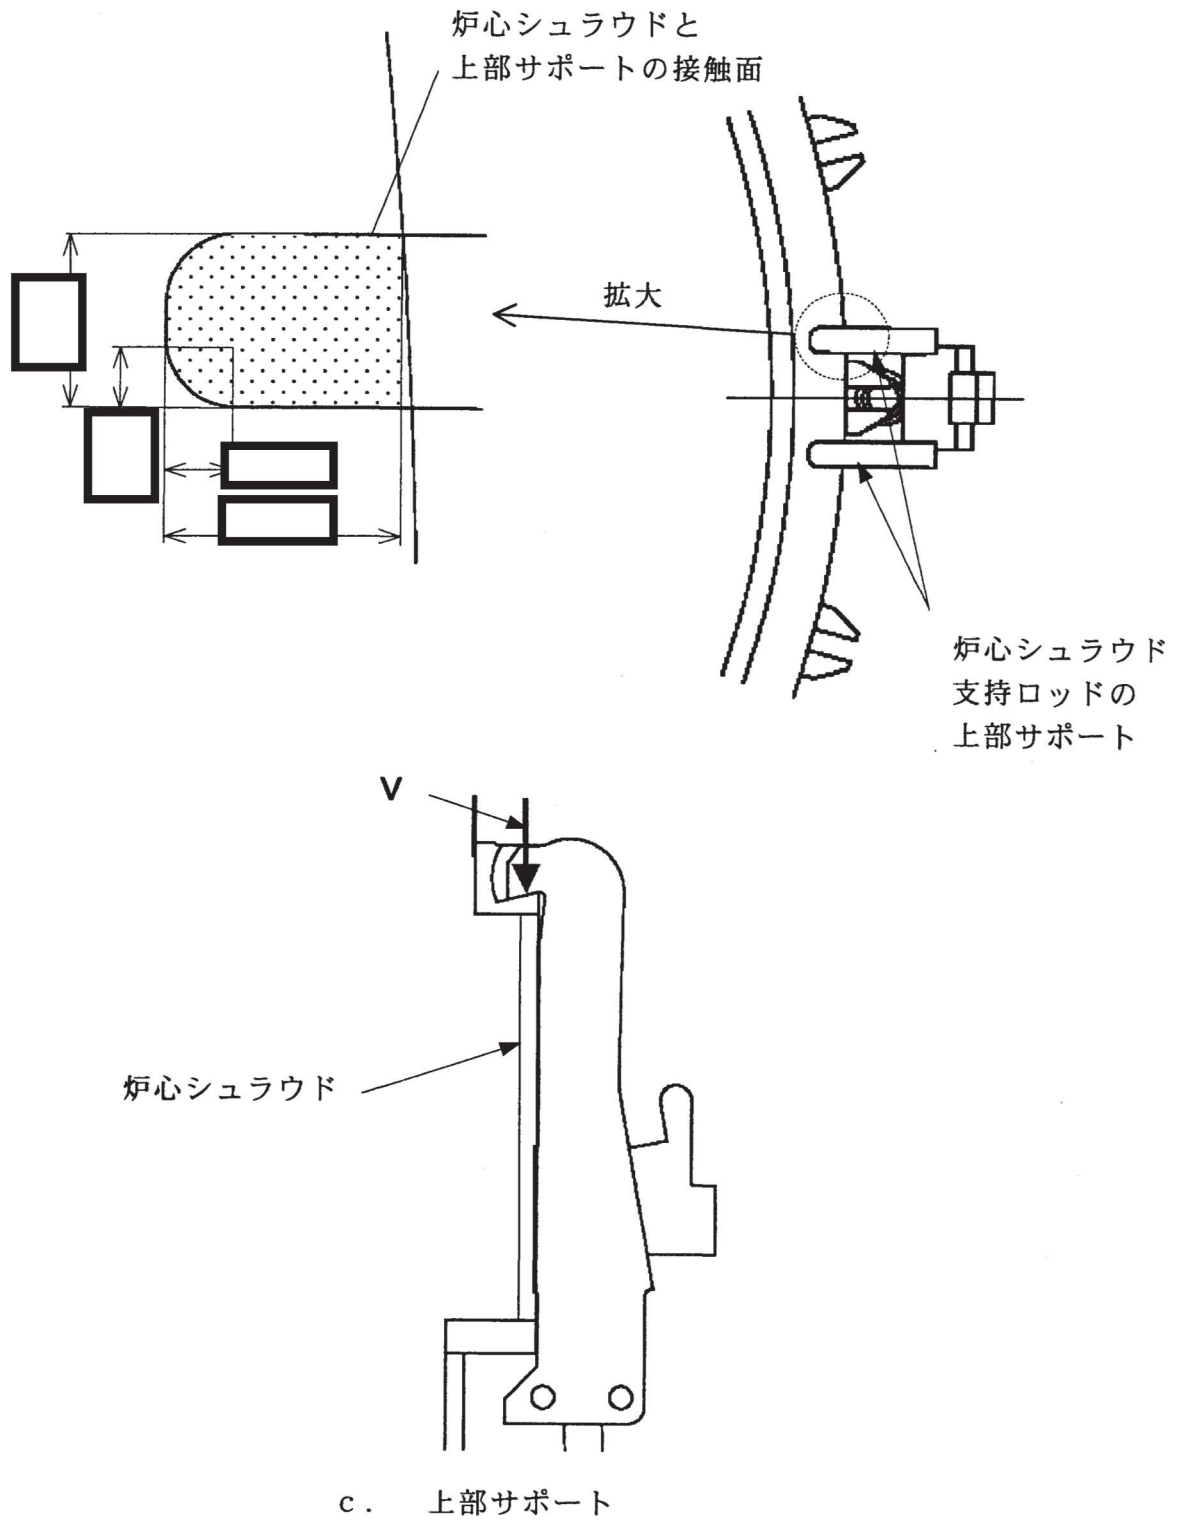 炉心シュラウドと
上部サポートの接触面
拡大
炉心シュラウド
支持ロッドの
上部サポート
V
炉心シュラウド
c. 上部サポート